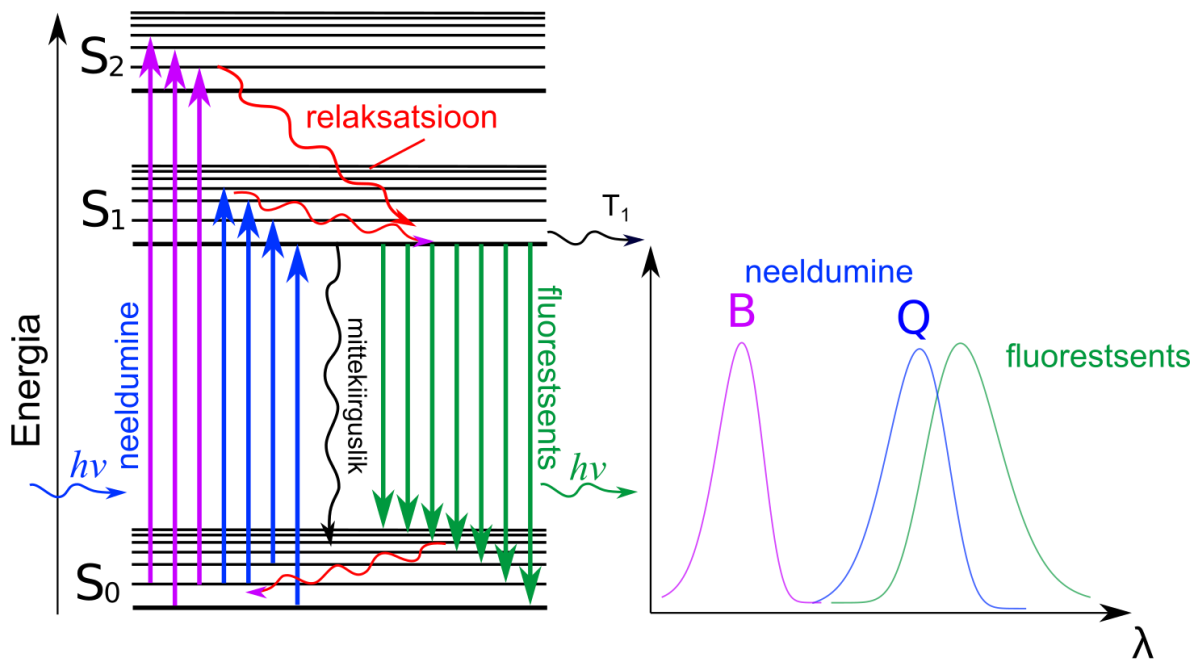 S₂
relaksatsioon
S₁
T₁
Energia
neeldumine
mittekiirguslik
fluorestsents
hν
hν
S₀
neeldumine
B
Q
fluorestsents
λ